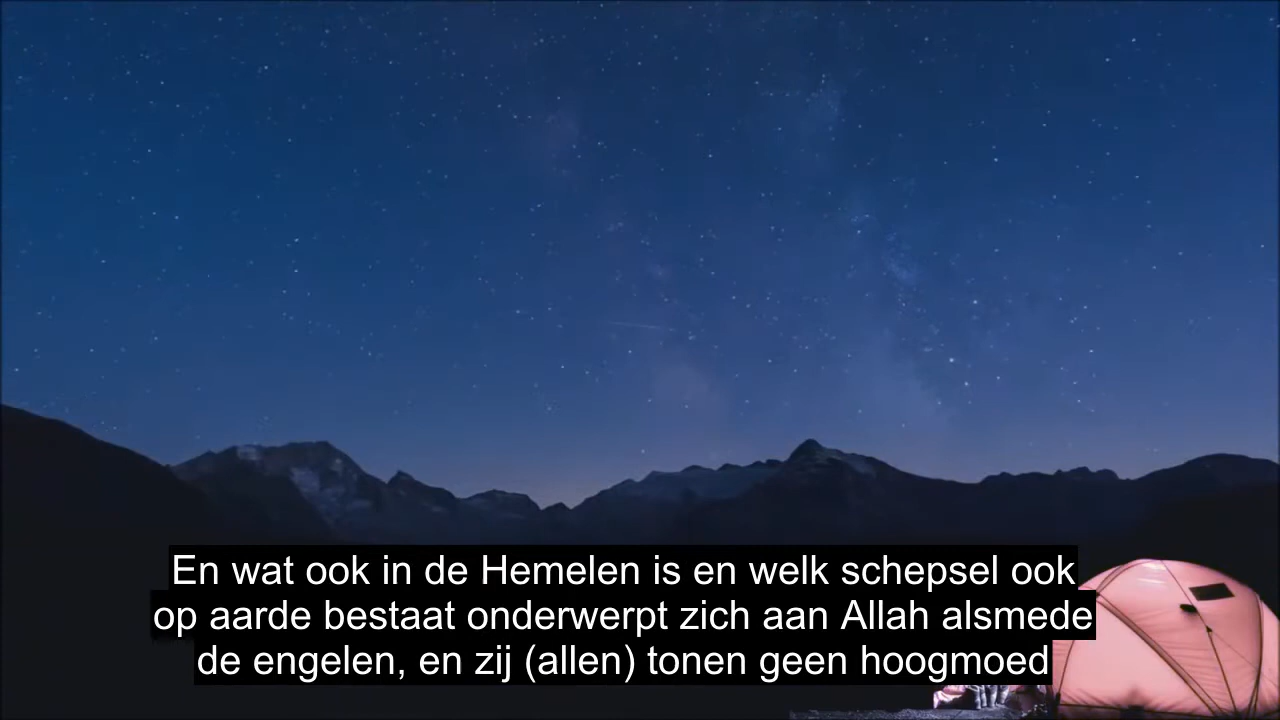 En wat ook in de Hemelen is en welk schepsel ook
op aarde bestaat onderwerpt zich aan Allah alsmede
de engelen, en zij (allen) tonen geen hoogmoed